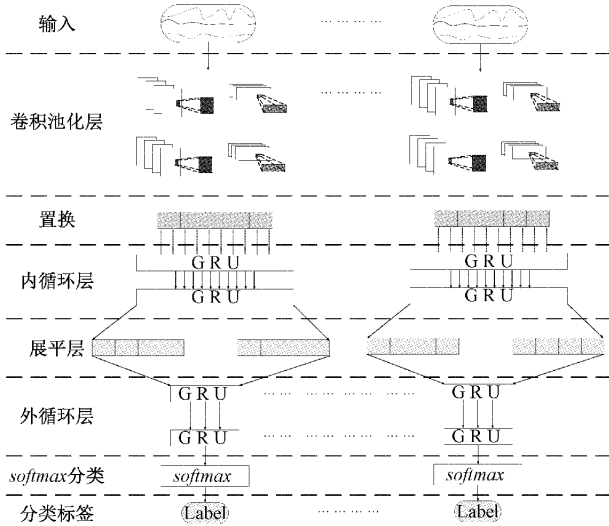 输入 ………… 
卷积池化层 …………
置换
GRU GRU
内循环层
GRU GRU
展平层
GRU ………… …… GRU
外循环层
GRU ………… …… GRU
softmax分类 softmax softmax
分类标签 Label ………… Label